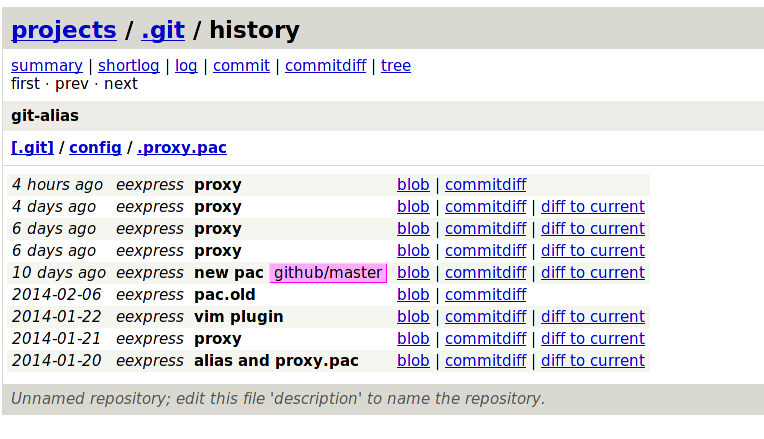 projects / .git / history
summary | shortlog | log | commit | commitdiff | tree
first · prev · next
git-alias
[.git] / config / .proxy.pac
4 hours ago eexpress proxy blob | commitdiff
4 days ago eexpress proxy blob | commitdiff | diff to current
6 days ago eexpress proxy blob | commitdiff | diff to current
6 days ago eexpress proxy blob | commitdiff | diff to current
10 days ago eexpress new pac github/master blob | commitdiff | diff to current
2014-02-06 eexpress pac.old blob | commitdiff
2014-01-22 eexpress vim plugin blob | commitdiff | diff to current
2014-01-21 eexpress proxy blob | commitdiff | diff to current
2014-01-20 eexpress alias and proxy.pac blob | commitdiff | diff to current
Unnamed repository; edit this file 'description' to name the repository.